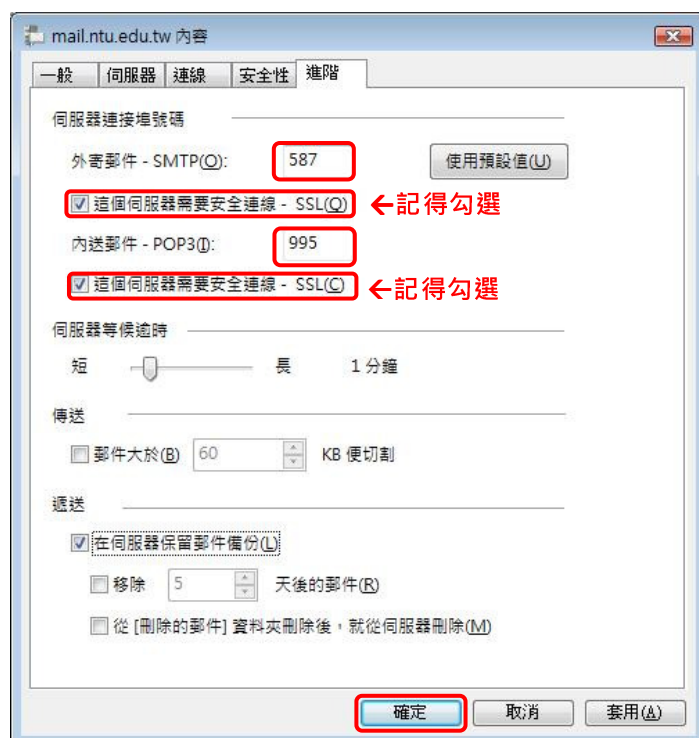 mail.ntu.edu.tw 內容
一般 伺服器 連線 安全性 進階
伺服器連接埠號碼
外寄郵件 - SMTP(O): 587 使用預設值(U)
這個伺服器需要安全連線 - SSL(Q) ←記得勾選
內送郵件 - POP3(I): 995
這個伺服器需要安全連線 - SSL(C) ←記得勾選
伺服器等候逾時
短 長 1 分鐘
傳送
郵件大於(B) 60 KB 便切割
遞送
在伺服器保留郵件備份(L)
移除 5 天後的郵件(R)
從 [刪除的郵件] 資料夾刪除後，就從伺服器刪除(M)
確定 取消 套用(A)